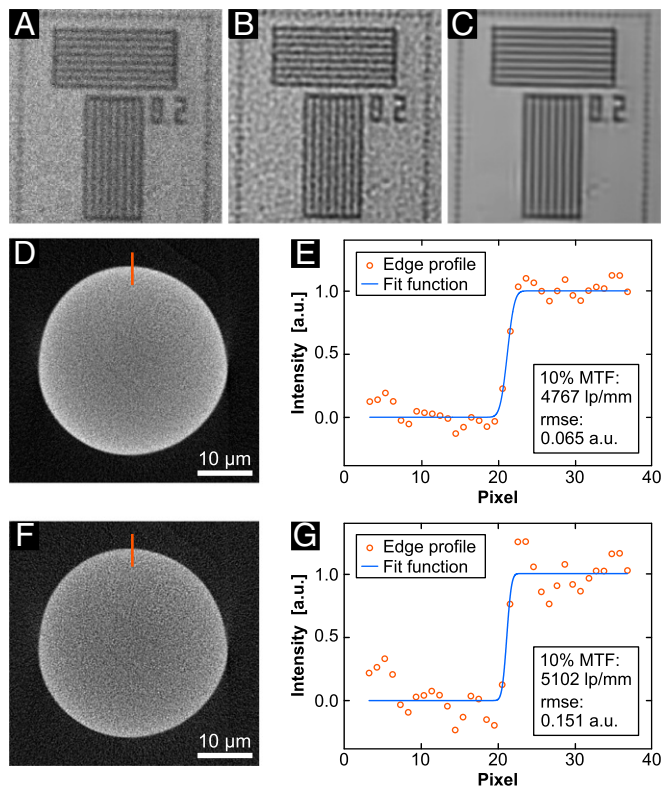 A
B
C
0.2
0.2
0.2
D
10 µm
E
Edge profile
Fit function
10% MTF:
4767 lp/mm
rmse:
0.065 a.u.
Intensity [a.u.]
1.0
0.5
0.0
0
10
20
30
40
Pixel
F
10 µm
G
Edge profile
Fit function
10% MTF:
5102 lp/mm
rmse:
0.151 a.u.
Intensity [a.u.]
1.0
0.5
0.0
0
10
20
30
40
Pixel